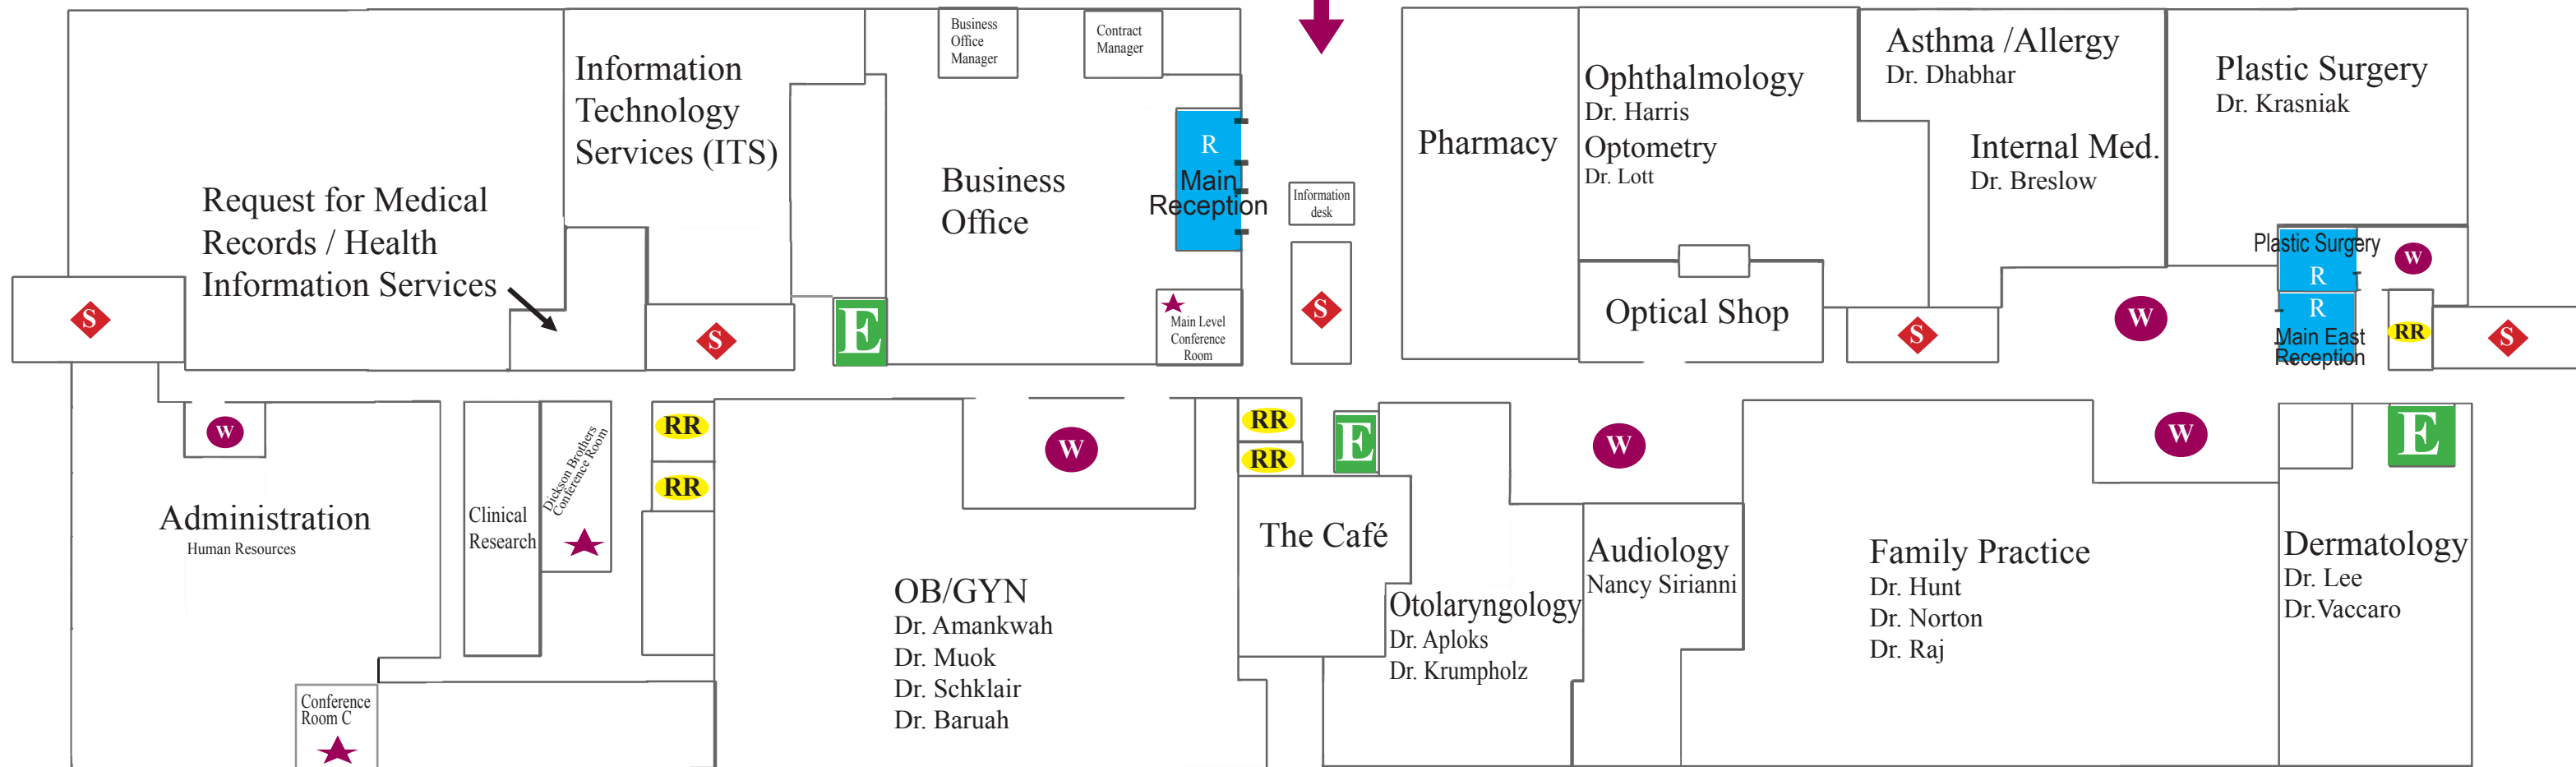 Business
Office
Manager
Contract
Manager
Information
Technology
Services (ITS)
Request for Medical
Records / Health
Information Services
Business
Office
R
Main
Reception
Information
desk
Main Level
Conference
Room
S
S
E
S
Pharmacy
Ophthalmology
Dr. Harris
Optometry
Dr. Lott
Optical Shop
Asthma /Allergy
Dr. Dhabhar
Internal Med.
Dr. Breslow
Plastic Surgery
Dr. Krasniak
Plastic Surgery
R
R
Main East
Reception
W
W
RR
S
S
W
Administration
Human Resources
Conference
Room C
Clinical
Research
Dickson Brothers
Conference Room
RR
RR
W
OB/GYN
Dr. Amankwah
Dr. Muok
Dr. Schklair
Dr. Baruah
RR
RR
E
The Café
Otolaryngology
Dr. Aploks
Dr. Krumpholz
W
Audiology
Nancy Sirianni
Family Practice
Dr. Hunt
Dr. Norton
Dr. Raj
W
E
Dermatology
Dr. Lee
Dr.Vaccaro